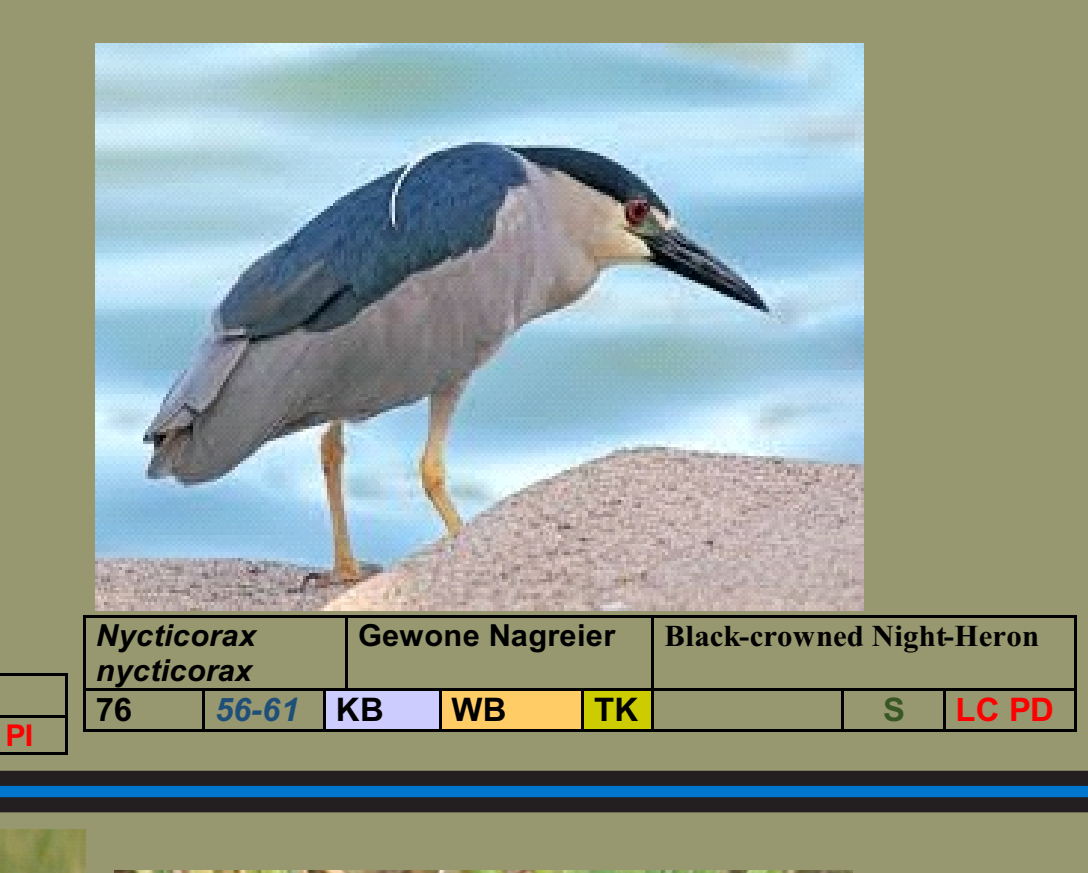 Nycticorax nycticorax
Gewone Nagreier
Black-crowned Night-Heron
76 56-61 KB WB TK S LC PD
PI